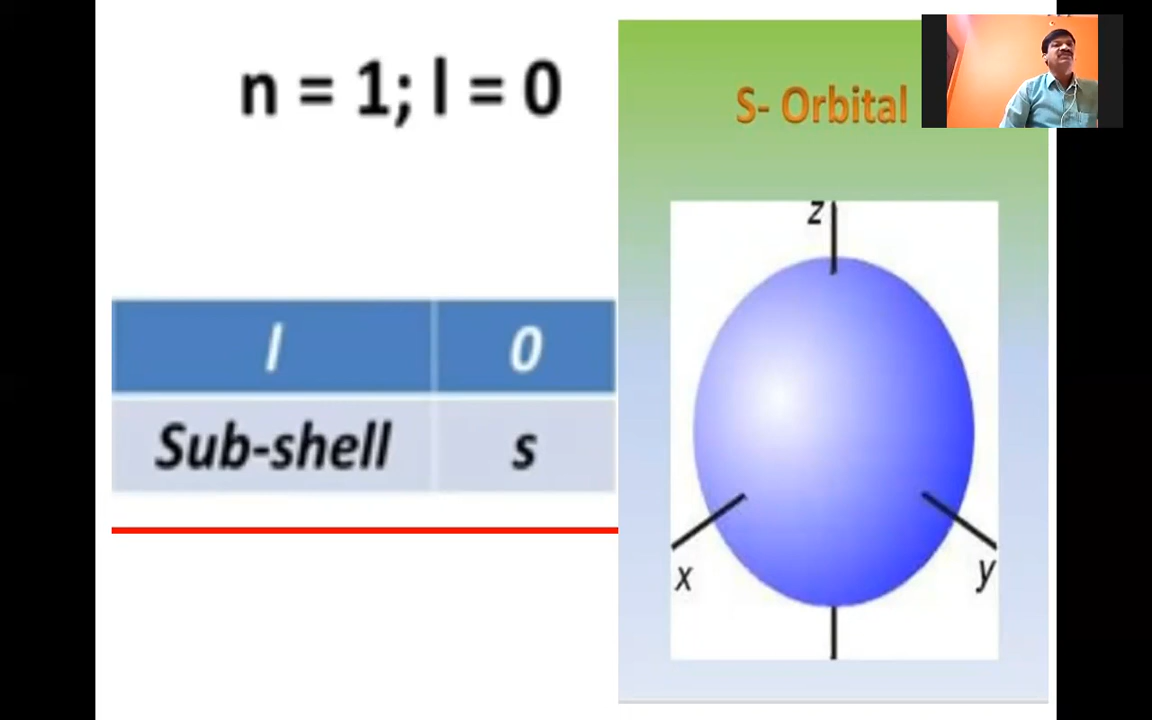 n = 1; l = 0
l 0
Sub-shell s
S- Orbital
z
x y